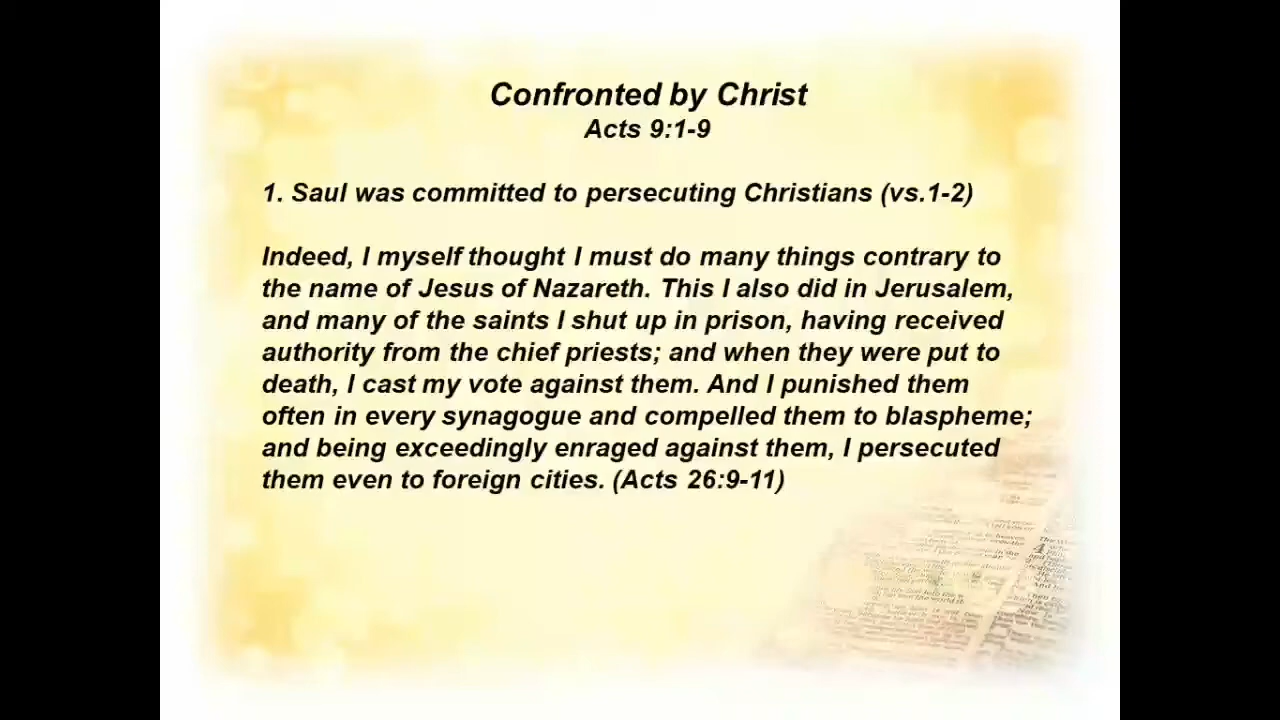 Confronted by Christ
Acts 9:1-9
1. Saul was committed to persecuting Christians (vs.1-2)
Indeed, I myself thought I must do many things contrary to
the name of Jesus of Nazareth. This I also did in Jerusalem,
and many of the saints I shut up in prison, having received
authority from the chief priests; and when they were put to
death, I cast my vote against them. And I punished them
often in every synagogue and compelled them to blaspheme;
and being exceedingly enraged against them, I persecuted
them even to foreign cities. (Acts 26:9-11)